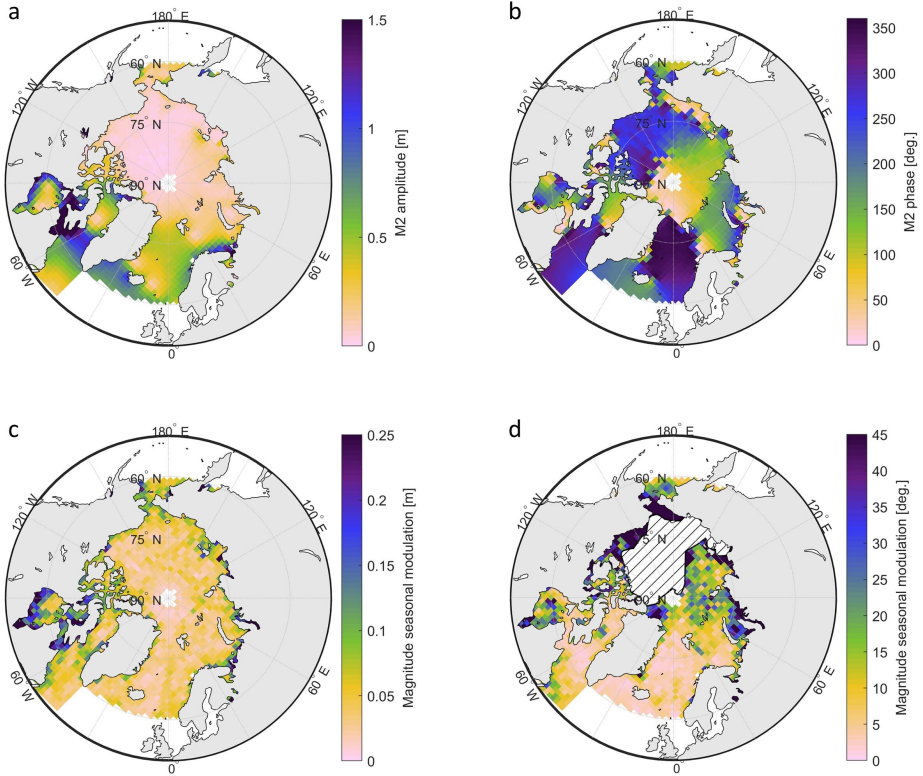 a
180° E
60° N
75° N
90° N
120° W
120° E
60° W
60° E
0°
1.5
1
0.5
0
M2 amplitude [m]
b
180° E
60° N
75° N
90° N
120° W
120° E
60° W
60° E
0°
350
300
250
200
150
100
50
0
M2 phase [deg.]
c
180° E
60° N
75° N
90° N
120° W
120° E
60° W
60° E
0°
0.25
0.2
0.15
0.1
0.05
0
Magnitude seasonal modulation [m]
d
180° E
60° N
5° N
90° N
120° W
120° E
60° W
60° E
0°
45
40
35
30
25
20
15
10
5
0
Magnitude seasonal modulation [deg.]